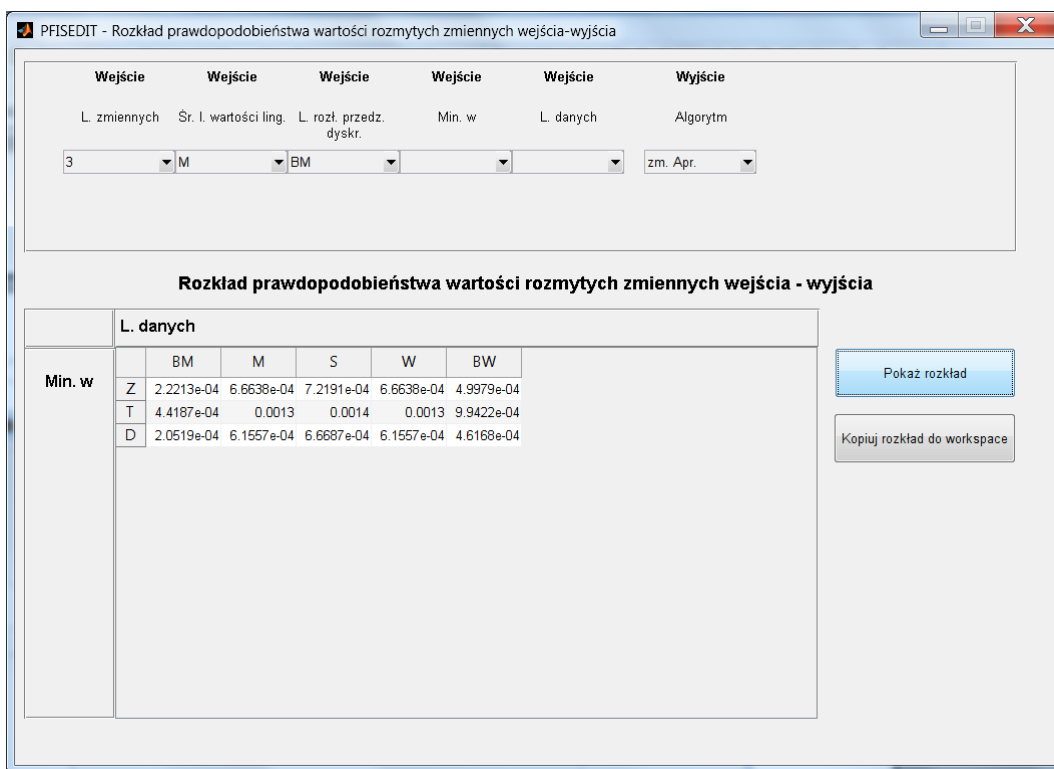 PFISEDIT - Rozkład prawdopodobieństwa wartości rozmytych zmiennych wejścia-wyjścia
Wejście Wejście Wejście Wejście Wejście Wyjście
L. zmiennych Śr. l. wartości ling. L. rozł. przedz. dyskr. Min. w L. danych Algorytm
3 M BM zm. Apr.
Rozkład prawdopodobieństwa wartości rozmytych zmiennych wejścia - wyjścia
L. danych
Min. w
BM M S W BW
Z 2.2213e-04 6.6638e-04 7.2191e-04 6.6638e-04 4.9979e-04
T 4.4187e-04 0.0013 0.0014 0.0013 9.9422e-04
D 2.0519e-04 6.1557e-04 6.6687e-04 6.1557e-04 4.6168e-04
Pokaż rozkład
Kopiuj rozkład do workspace